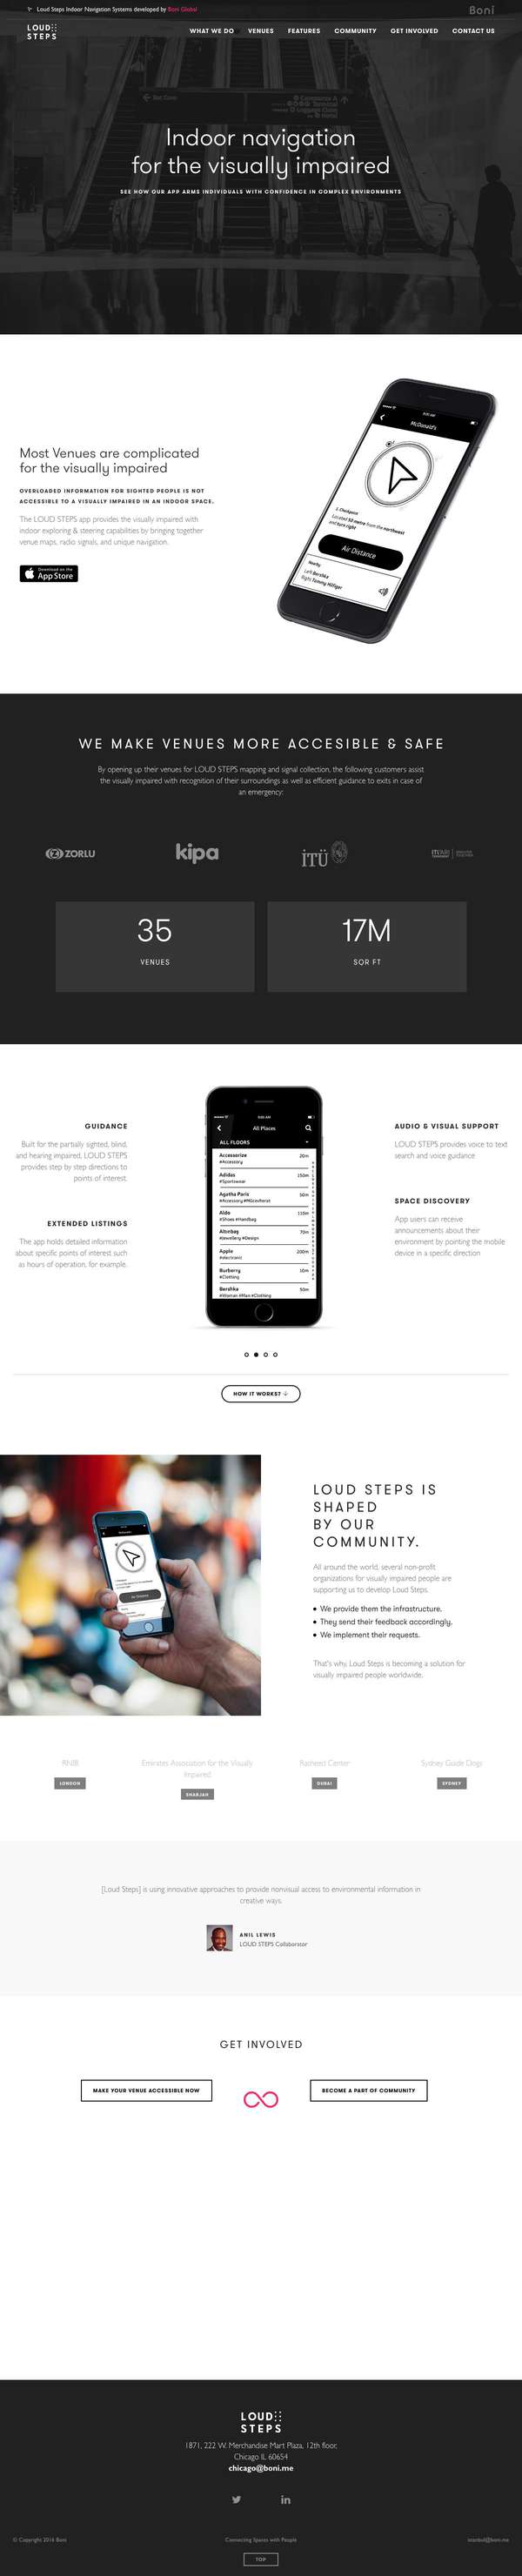 Loud Steps Indoor Navigation Systems developed by Boni Global
Boni
LOUD
STEPS
WHAT WE DO VENUES FEATURES COMMUNITY GET INVOLVED CONTACT US
Indoor navigation
for the visually impaired
SEE HOW OUR APP ARMS INDIVIDUALS WITH CONFIDENCE IN COMPLEX ENVIRONMENTS
Most Venues are complicated
for the visually impaired
OVERLOADED INFORMATION FOR SIGHTED PEOPLE IS NOT
ACCESSIBLE TO A VISUALLY IMPAIRED IN AN INDOOR SPACE.
The LOUD STEPS app provides the visually impaired with
indoor exploring & steering capabilities by bringing together
venue maps, radio signals, and unique navigation.
Download on the
App Store
McDonald's
Located 50 metre from the northwest
and turn right
Air Distance
Nearby
Left Bershka
Right Tommy Hilfiger
WE MAKE VENUES MORE ACCESIBLE & SAFE
By opening up their venues for LOUD STEPS mapping and signal collection, the following customers assist
the visually impaired with recognition of their surroundings as well as efficient guidance to exits in case of
an emergency:
ZORLU
kipa
İTÜ
35
VENUES
17M
SQR FT
GUIDANCE
Built for the partially sighted, blind,
and hearing impaired, LOUD STEPS
provides step by step directions to
points of interest.
EXTENDED LISTINGS
The app holds detailed information
about specific points of interest such
as hours of operation, for example.
All Places
ALL FLOORS
Accessorize 20m
#Accessory
Adidas 150m
#Sportswear
Agatha Paris 50m
#Accessory #Mücevherat
Aldo 115m
#Shoes #Handbag
Altınbaş 70m
#Jewellery #Design
Apple 200m
#electronic
Burberry 10m
#Clothing
Bershka 50m
#Woman #Man #Clothing
AUDIO & VISUAL SUPPORT
LOUD STEPS provides voice to text
search and voice guidance
SPACE DISCOVERY
App users can receive
announcements about their
environment by pointing the mobile
device in a specific direction
HOW IT WORKS?
LOUD STEPS IS
SHAPED
BY OUR
COMMUNITY.
All around the world, several non-profit
organizations for visually impaired people are
supporting us to develop Loud Steps.
• We provide them the infrastructure.
• They send their feedback accordingly.
• We implement their requests.
That's why, Loud Steps is becoming a solution for
visually impaired people worldwide.
RNIB
LONDON
Emirates Association for the Visually
Impaired
SHARJAH
Rasheed Center
DUBAI
Sydney Guide Dogs
SYDNEY
[Loud Steps] is using innovative approaches to provide nonvisual access to environmental information in
creative ways.
ANIL LEWIS
LOUD STEPS Collaborator
GET INVOLVED
MAKE YOUR VENUE ACCESSIBLE NOW
BECOME A PART OF COMMUNITY
LOUD
STEPS
1871, 222 W. Merchandise Mart Plaza, 12th floor,
Chicago IL 60654
chicago@boni.me
© Copyright 2016 Boni
Connecting Spaces with People
istanbul@boni.me
TOP